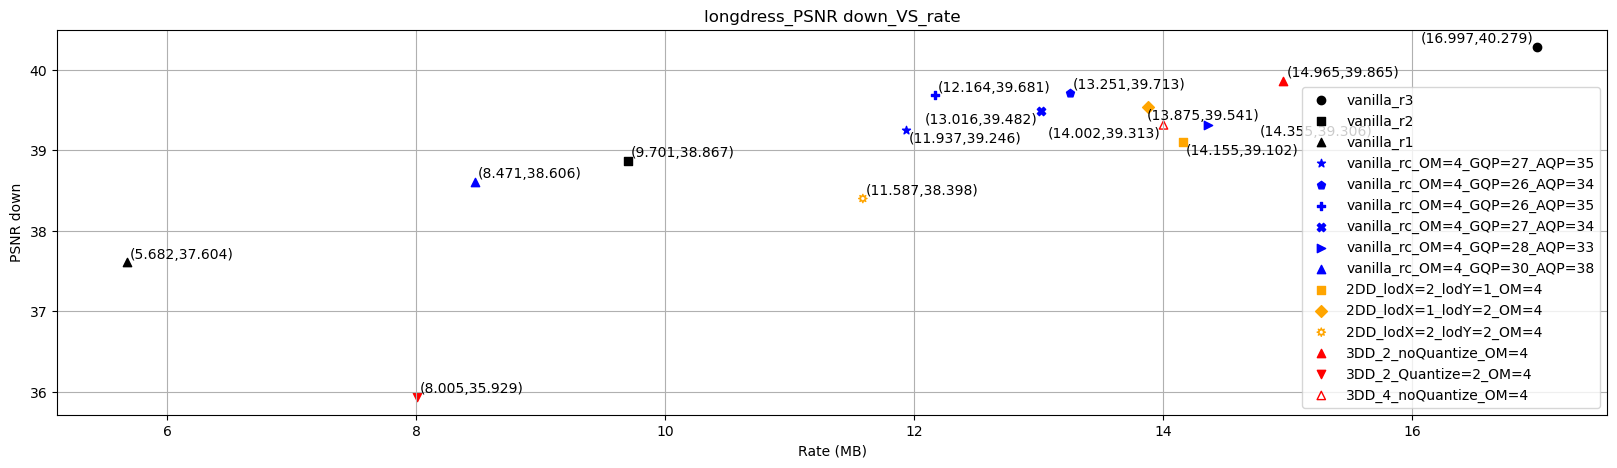 longdress_PSNR down_VS_rate
(16.997,40.279)
(14.965,39.865)
(13.251,39.713)
(12.164,39.681)
(13.875,39.541)
(13.016,39.482)
(14.002,39.313)
(14.355,39.306)
(11.937,39.246)
(14.155,39.102)
(9.701,38.867)
(8.471,38.606)
(11.587,38.398)
(5.682,37.604)
(8.005,35.929)
vanilla_r3
vanilla_r2
vanilla_r1
vanilla_rc_OM=4_GQP=27_AQP=35
vanilla_rc_OM=4_GQP=26_AQP=34
vanilla_rc_OM=4_GQP=26_AQP=35
vanilla_rc_OM=4_GQP=27_AQP=34
vanilla_rc_OM=4_GQP=28_AQP=33
vanilla_rc_OM=4_GQP=30_AQP=38
2DD_lodX=2_lodY=1_OM=4
2DD_lodX=1_lodY=2_OM=4
2DD_lodX=2_lodY=2_OM=4
3DD_2_noQuantize_OM=4
3DD_2_Quantize=2_OM=4
3DD_4_noQuantize_OM=4
PSNR down
40
39
38
37
36
6
8
10
12
14
16
Rate (MB)